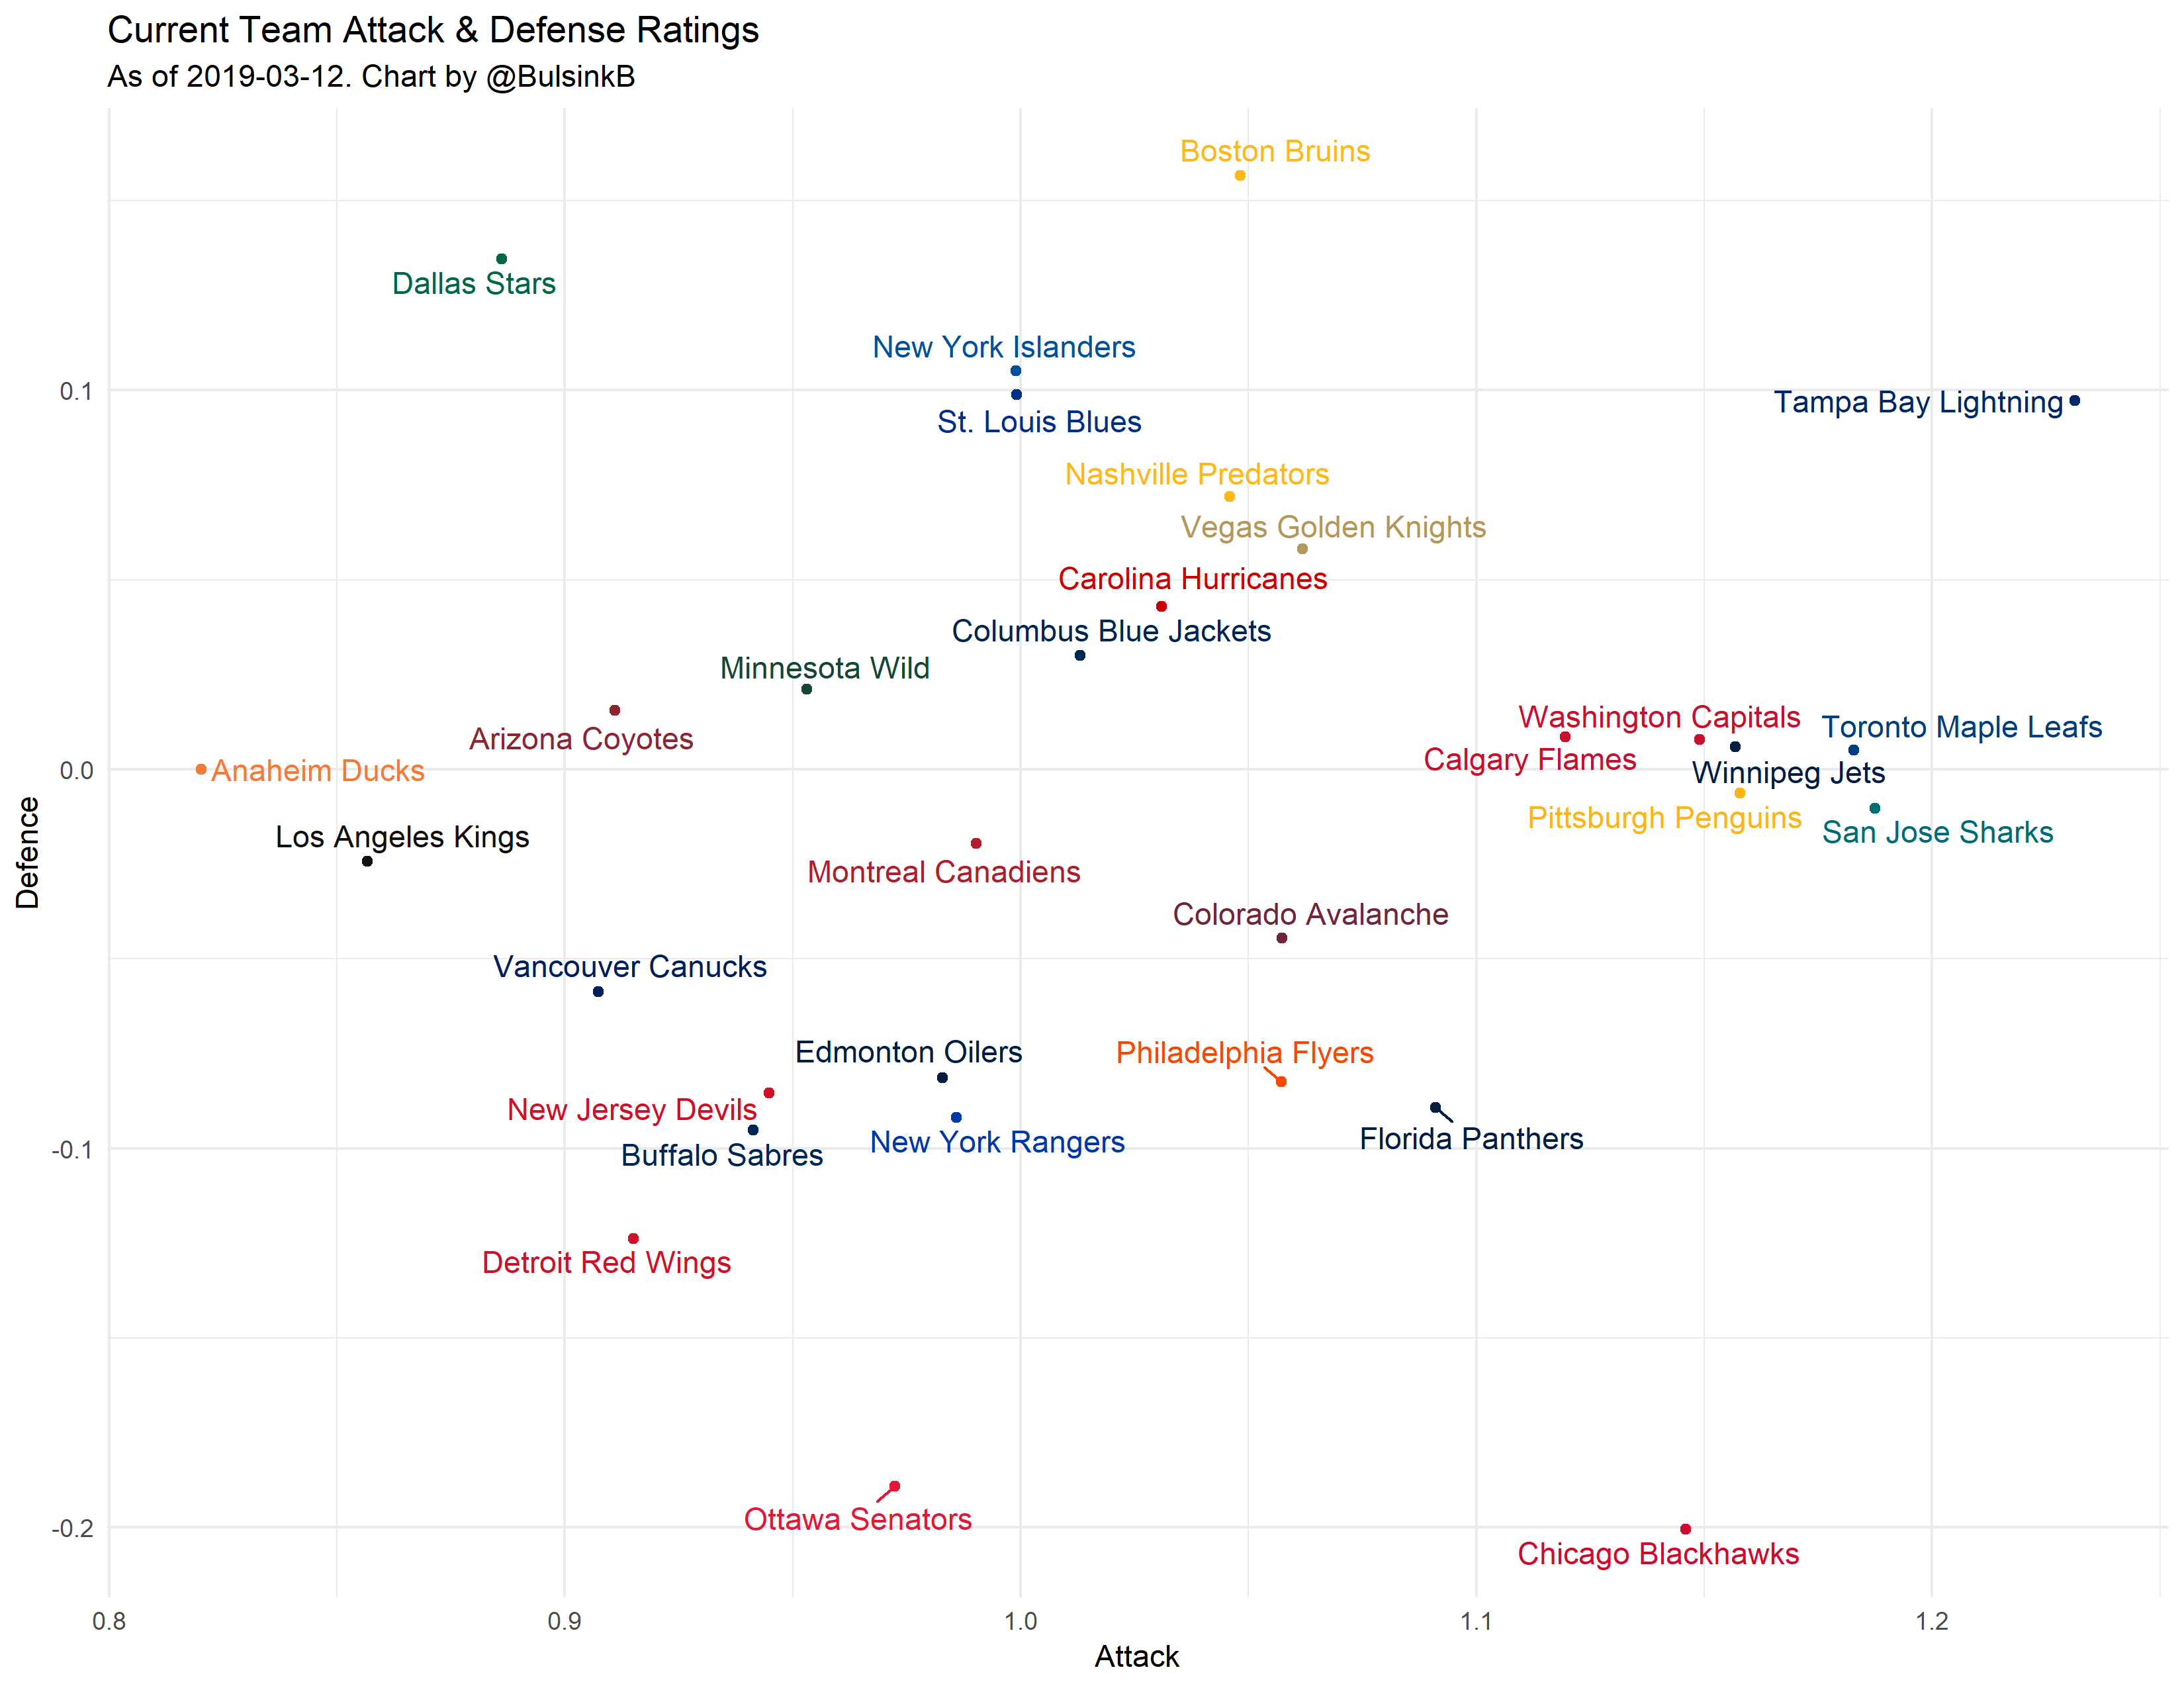 Current Team Attack & Defense Ratings
As of 2019-03-12. Chart by @BulsinkB
Boston Bruins
Dallas Stars
New York Islanders
0.1
Tampa Bay Lightning
St. Louis Blues
Nashville Predators
Vegas Golden Knights
Carolina Hurricanes
Columbus Blue Jackets
Minnesota Wild
Washington Capitals
Toronto Maple Leafs
Arizona Coyotes
Calgary Flames
0.0
Anaheim Ducks
Winnipeg Jets
Pittsburgh Penguins
San Jose Sharks
Los Angeles Kings
Defence
Montreal Canadiens
Colorado Avalanche
Vancouver Canucks
Edmonton Oilers
Philadelphia Flyers
New Jersey Devils
Florida Panthers
New York Rangers
-0.1
Buffalo Sabres
Detroit Red Wings
Ottawa Senators
-0.2
Chicago Blackhawks
0.8
0.9
1.0
1.1
1.2
Attack